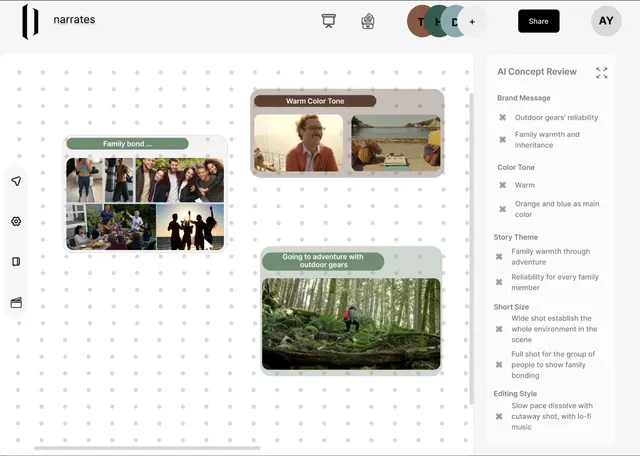 narrates
T
H
D
+
Share
AY
Family bond ...
Warm Color Tone
Going to adventure with
outdoor gears
AI Concept Review
Brand Message
Outdoor gears' reliability
Family warmth and
inheritance
Color Tone
Warm
Orange and blue as main
color
Story Theme
Family warmth through
adventure
Reliability for every family
member
Short Size
Wide shot establish the
whole environment in the
scene
Full shot for the group of
people to show family
bonding
Editing Style
Slow pace dissolve with
cutaway shot, with lo-fi
music